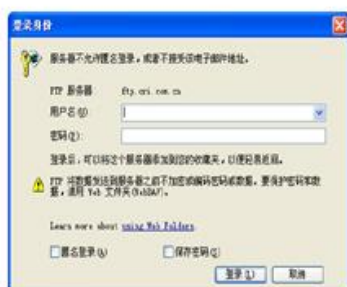 登录身份
服务器不允许匿名登录，或者不接受该电子邮件地址。
FTP 服务器:
用户名(U):
密码(P):
登录后，可以将这个服务器添加到您的收藏夹，以便轻易返回。
FTP 将数据发送到服务器之前不加密或编码密码或数据。要保护密码和数
据，请用 Web 文件夹(WebDAV)。
Learn more about using Web Folders.
匿名登录(A)
保存密码(S)
登录(L)
取消